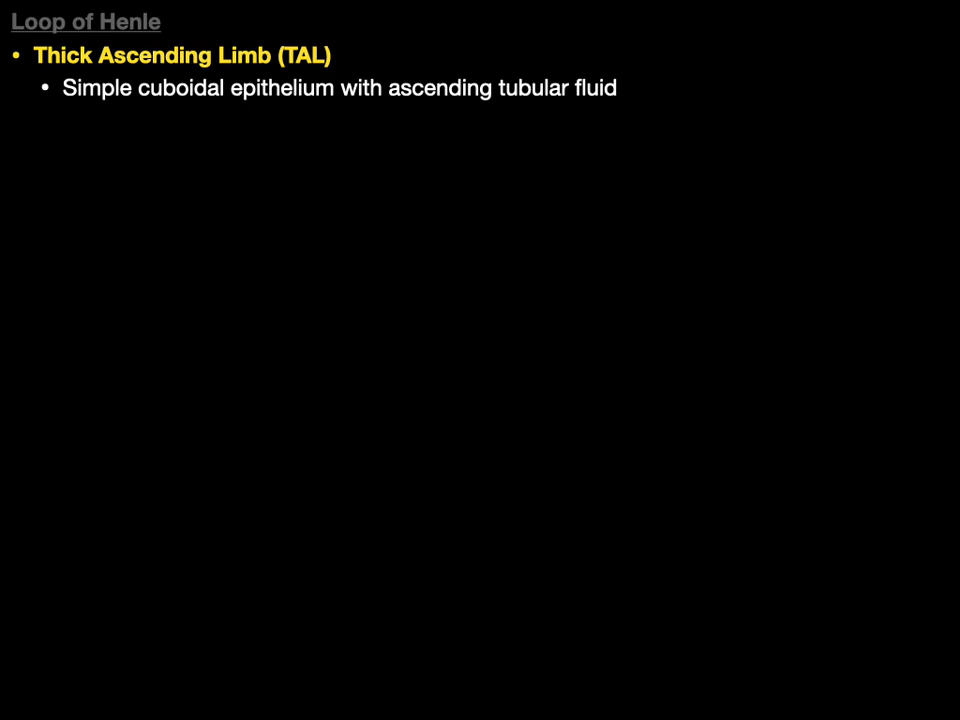 Loop of Henle
• Thick Ascending Limb (TAL)
• Simple cuboidal epithelium with ascending tubular fluid